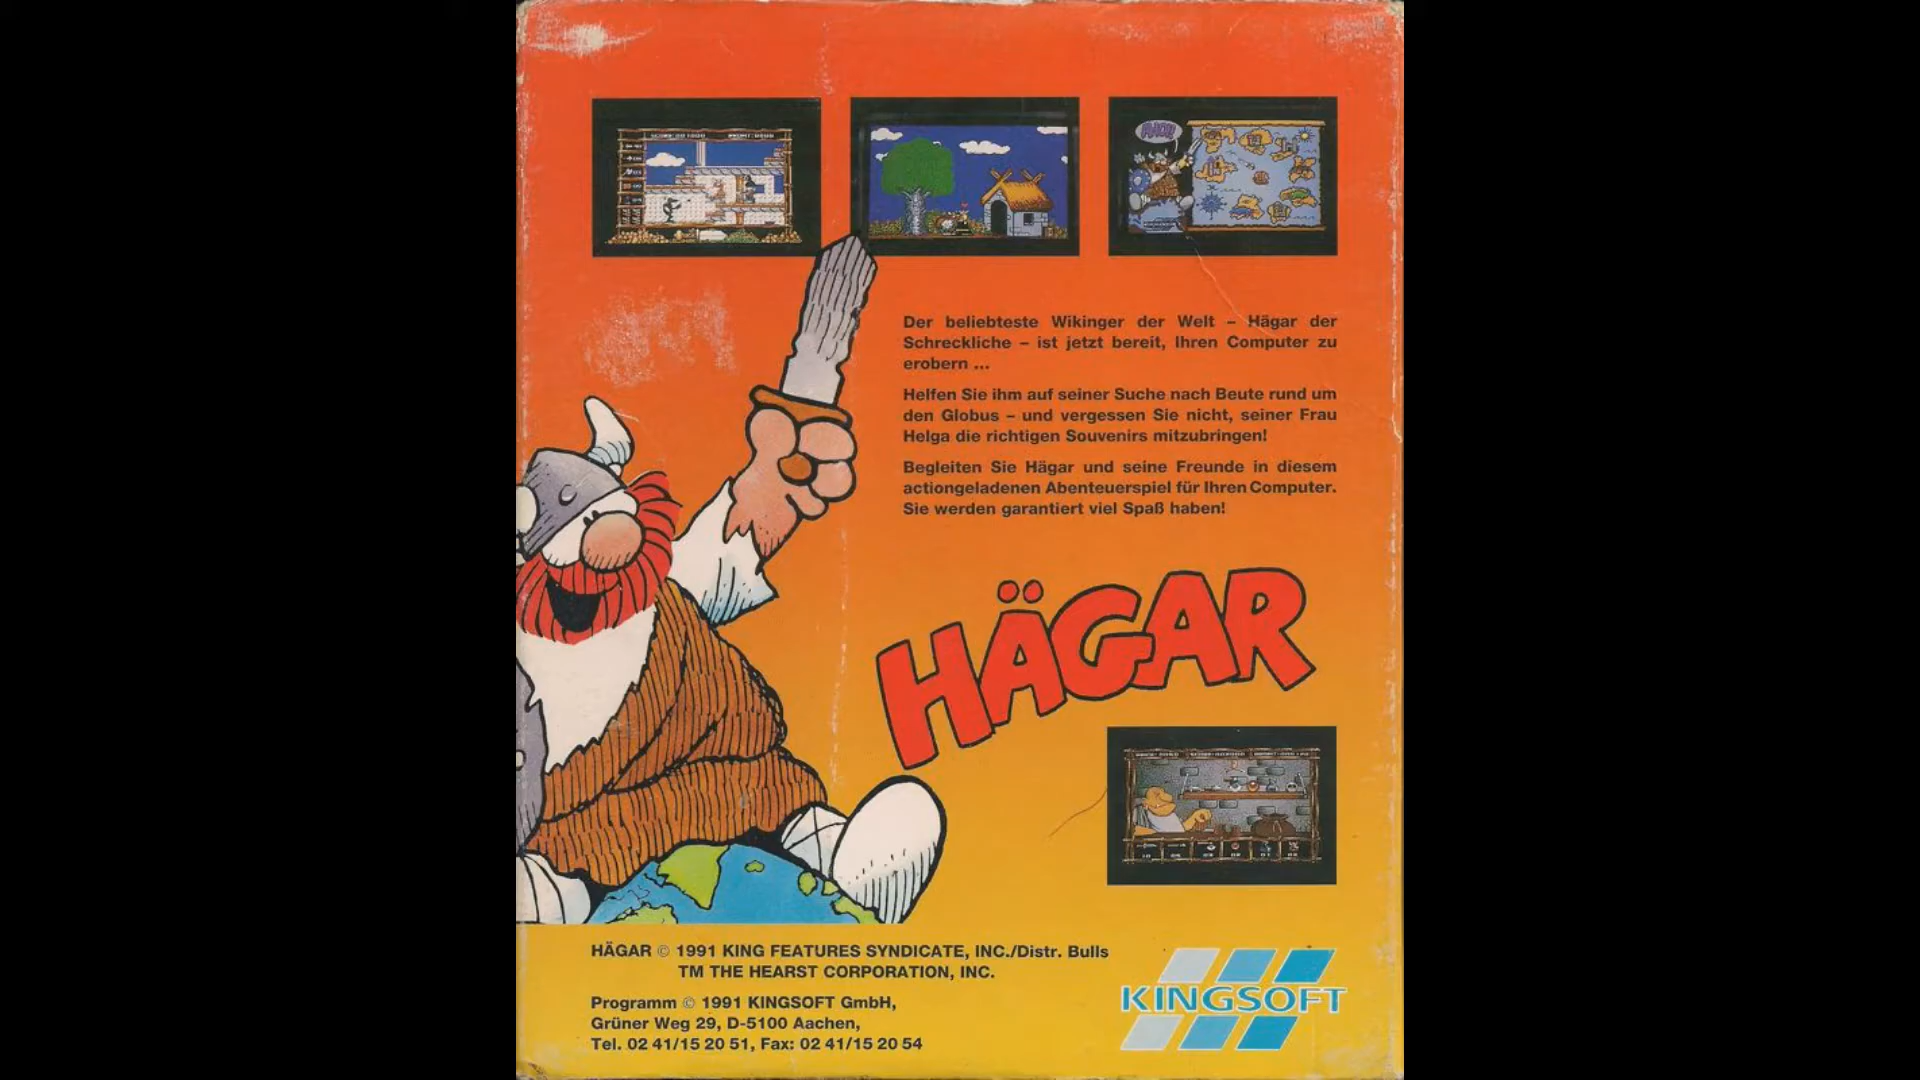 AHOI!
Der beliebteste Wikinger der Welt – Hägar der
Schreckliche – ist jetzt bereit, Ihren Computer zu
erobern ...
Helfen Sie ihm auf seiner Suche nach Beute rund um
den Globus – und vergessen Sie nicht, seiner Frau
Helga die richtigen Souvenirs mitzubringen!
Begleiten Sie Hägar und seine Freunde in diesem
actiongeladenen Abenteuerspiel für Ihren Computer.
Sie werden garantiert viel Spaß haben!
HÄGAR
HÄGAR © 1991 KING FEATURES SYNDICATE, INC./Distr. Bulls
TM THE HEARST CORPORATION, INC.
Programm © 1991 KINGSOFT GmbH,
Grüner Weg 29, D-5100 Aachen,
Tel. 02 41/15 20 51, Fax: 02 41/15 20 54
KINGSOFT